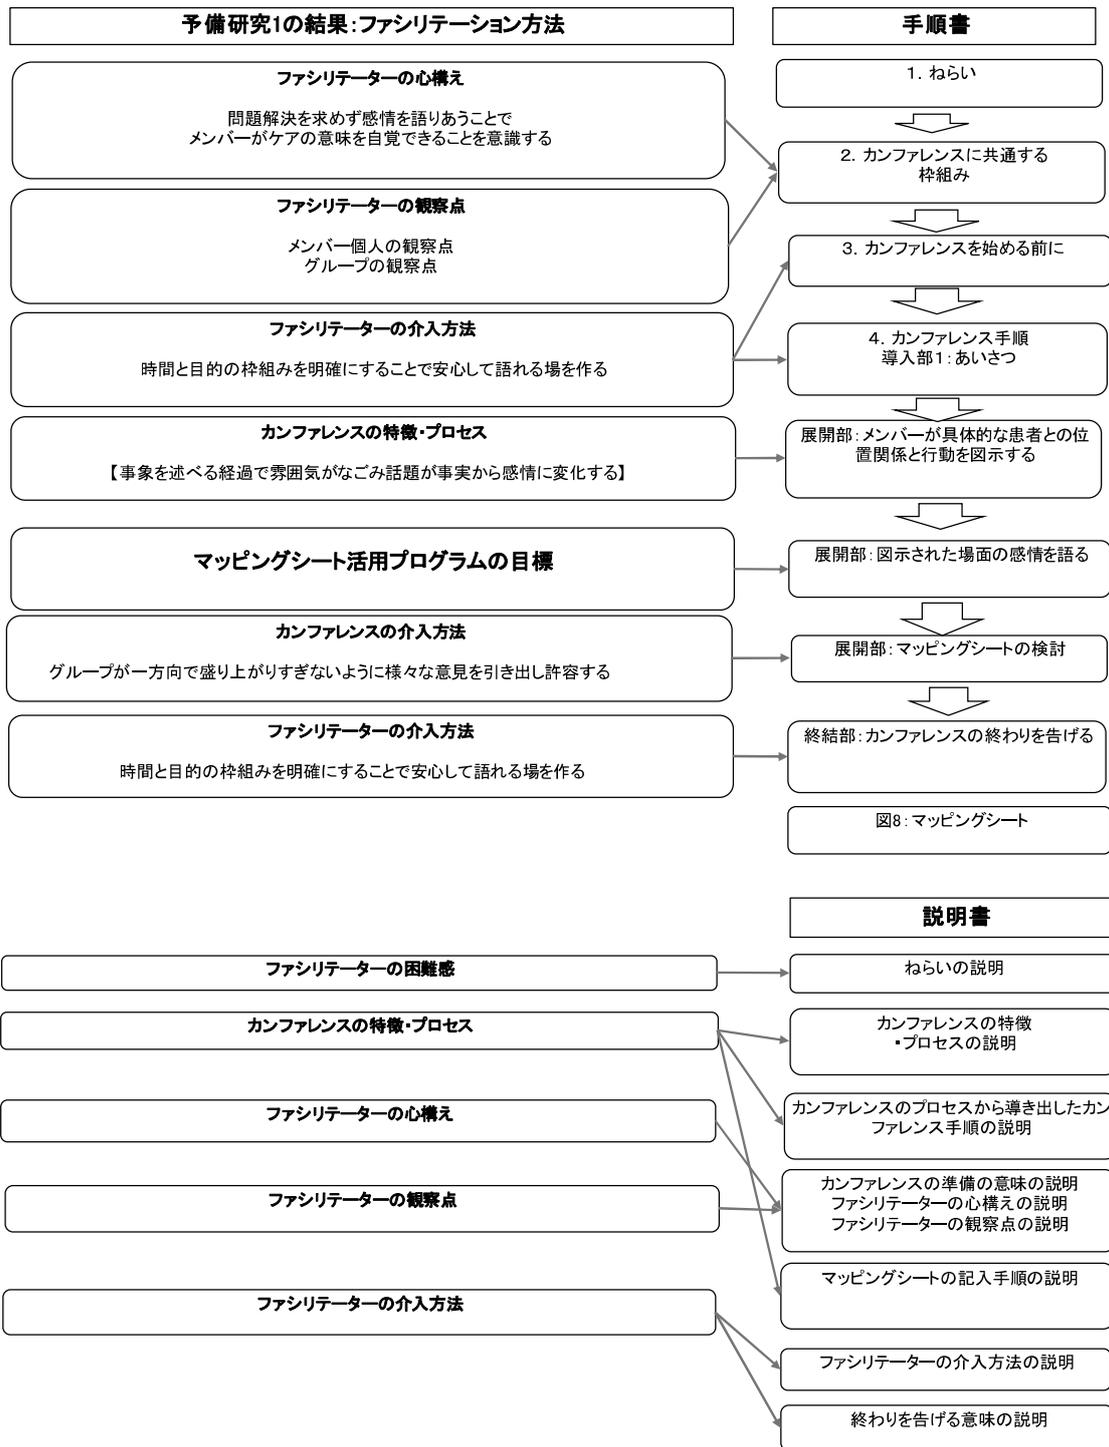 予備研究1の結果：ファシリテーション方法
手順書
ファシリテーターの心構え
問題解決を求めず感情を語りあうことで
メンバーがケアの意味を自覚できることを意識する
1．ねらい
2．カンファレンスに共通する
枠組み
ファシリテーターの観察点
メンバー個人の観察点
グループの観察点
3．カンファレンスを始める前に
ファシリテーターの介入方法
時間と目的の枠組みを明確にすることで安心して語れる場を作る
4．カンファレンス手順
導入部1：あいさつ
カンファレンスの特徴・プロセス
【事象を述べる経過で雰囲気がなごみ話題が事実から感情に変化する】
展開部：メンバーが具体的な患者との位
置関係と行動を図示する
マッピングシート活用プログラムの目標
展開部：図示された場面の感情を語る
カンファレンスの介入方法
グループが一方向で盛り上がりすぎないように様々な意見を引き出し許容する
展開部：マッピングシートの検討
ファシリテーターの介入方法
時間と目的の枠組みを明確にすることで安心して語れる場を作る
終結部：カンファレンスの終わりを告げる
図8：マッピングシート
説明書
ファシリテーターの困難感
ねらいの説明
カンファレンスの特徴・プロセス
カンファレンスの特徴
・プロセスの説明
ファシリテーターの心構え
カンファレンスのプロセスから導き出したカン
ファレンス手順の説明
ファシリテーターの観察点
カンファレンスの準備の意味の説明
ファシリテーターの心構えの説明
ファシリテーターの観察点の説明
マッピングシートの記入手順の説明
ファシリテーターの介入方法
ファシリテーターの介入方法の説明
終わりを告げる意味の説明